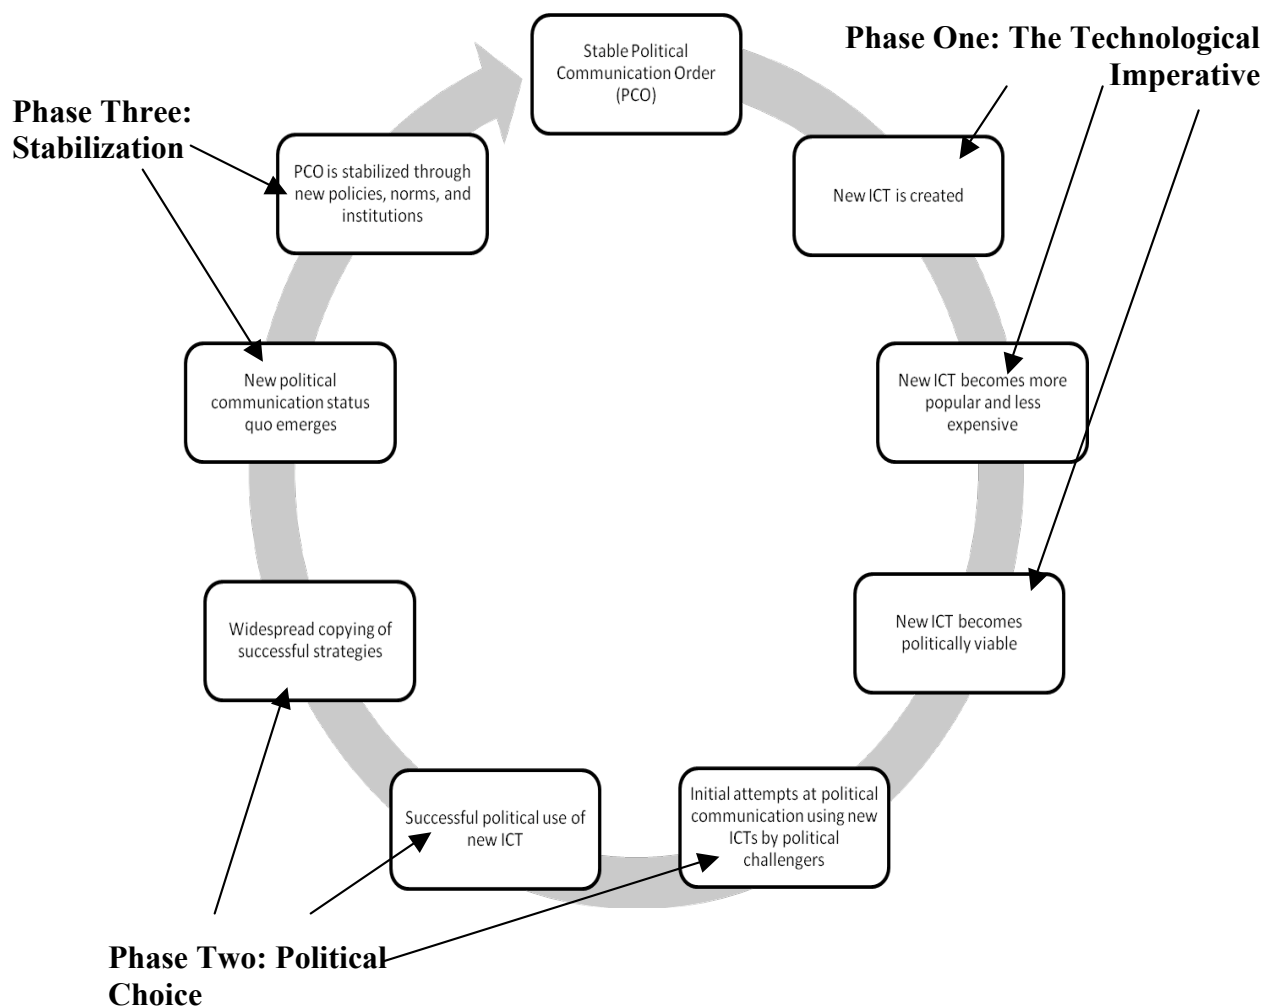 Stable Political
Communication Order
(PCO)
Phase One: The Technological
Imperative
New ICT is created
New ICT becomes more
popular and less
expensive
New ICT becomes
politically viable
Initial attempts at political
communication using new
ICTs by political
challengers
Successful political use of
new ICT
Phase Two: Political
Choice
Widespread copying of
successful strategies
New political
communication status
quo emerges
PCO is stabilized through
new policies, norms, and
institutions
Phase Three:
Stabilization